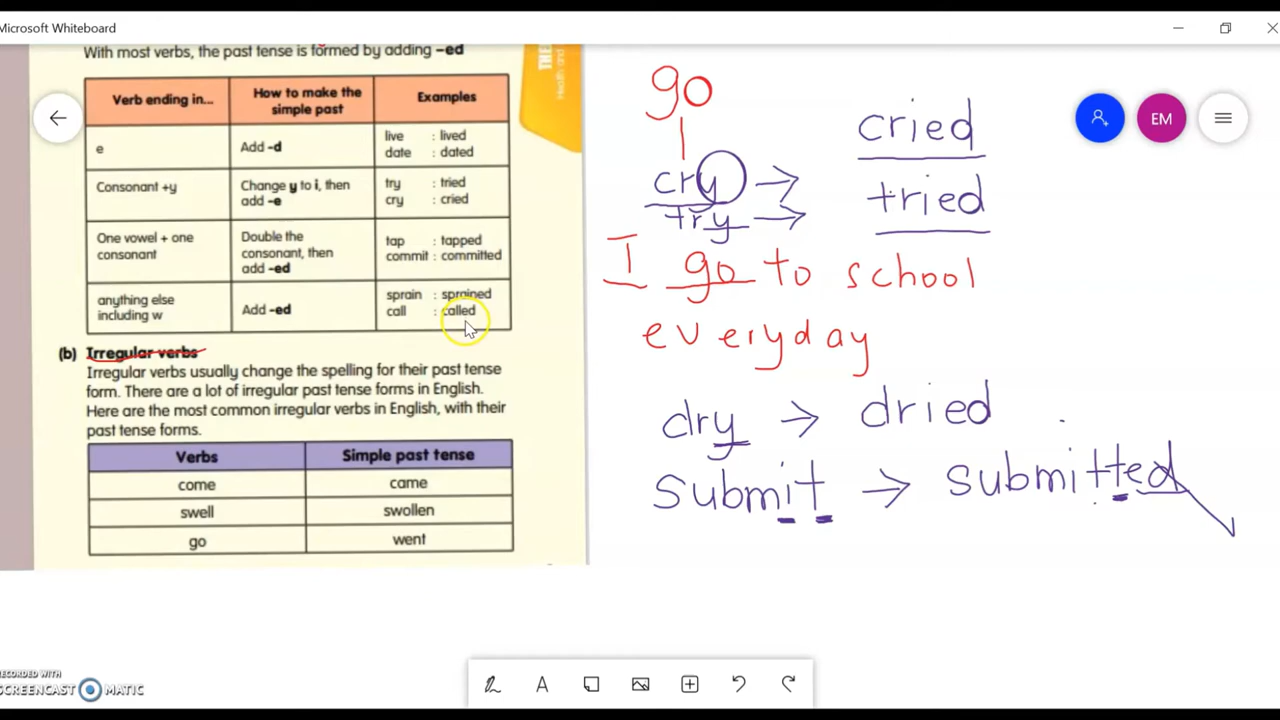 Microsoft Whiteboard
With most verbs, the past tense is formed by adding –ed
Verb ending in... How to make the simple past Examples
e Add -d live : lived
date : dated
Consonant +y Change y to i, then add -e try : tried
cry : cried
One vowel + one consonant Double the consonant, then add -ed tap : tapped
commit : committed
anything else including w Add -ed sprain : sprained
call : called
(b) Irregular verbs
Irregular verbs usually change the spelling for their past tense
form. There are a lot of irregular past tense forms in English.
Here are the most common irregular verbs in English, with their
past tense forms.
Verbs Simple past tense
come came
swell swollen
go went
go
cry → cried
try → tried
I go to school
everyday
dry → dried
submit → submitted
EM
THE
Health and
RECORDED WITH
SCREENCAST MATIC